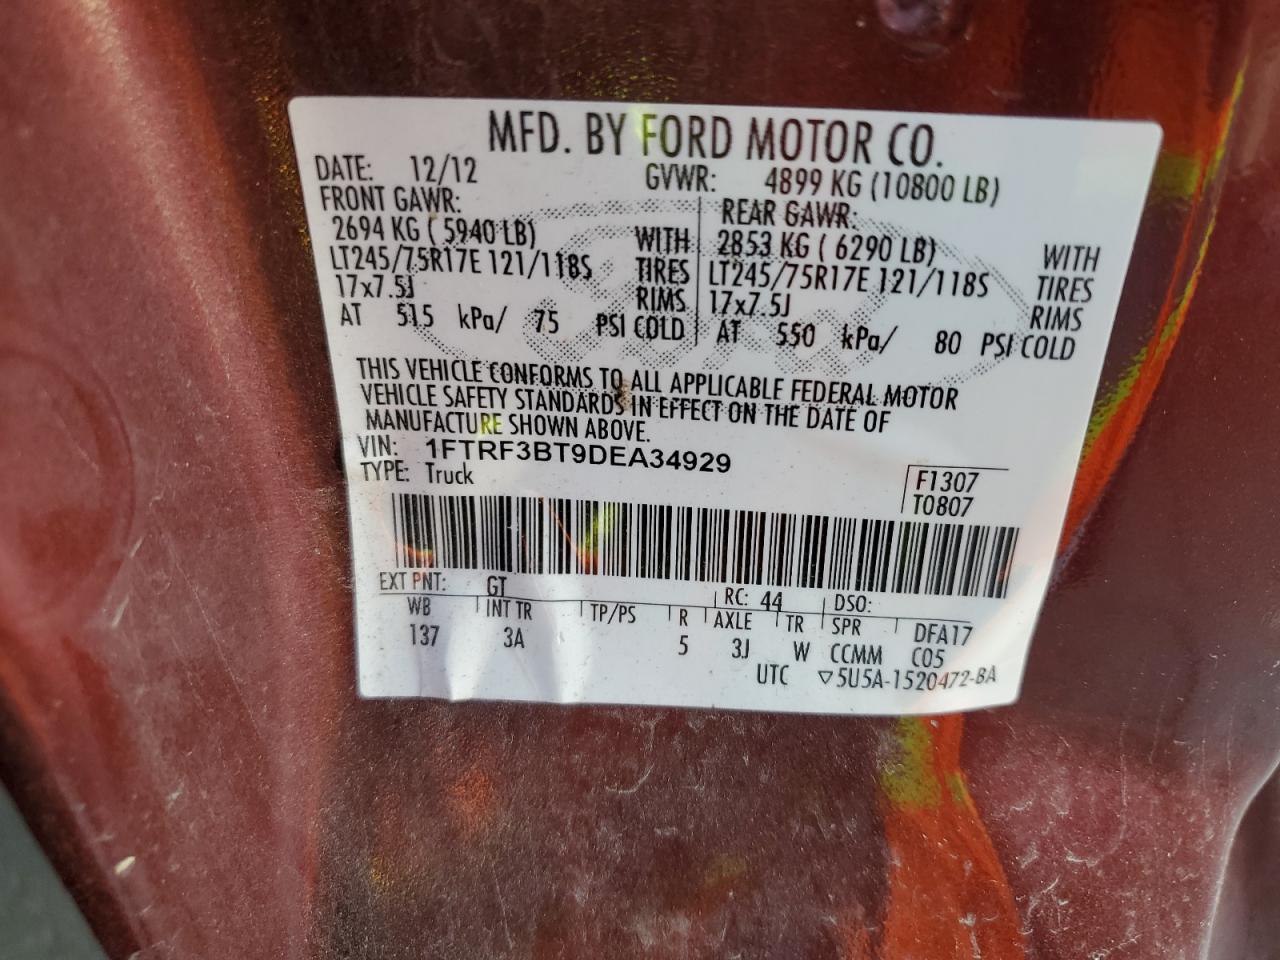 MFD. BY FORD MOTOR CO.
DATE: 12/12 GVWR: 4899 KG (10800 LB)
FRONT GAWR: REAR GAWR:
2694 KG ( 5940 LB) WITH 2853 KG ( 6290 LB) WITH
LT245/75R17E 121/118S TIRES LT245/75R17E 121/118S TIRES
17x7.5J RIMS 17x7.5J RIMS
AT 515 kPa/ 75 PSI COLD AT 550 kPa/ 80 PSI COLD
THIS VEHICLE CONFORMS TO ALL APPLICABLE FEDERAL MOTOR
VEHICLE SAFETY STANDARDS IN EFFECT ON THE DATE OF
MANUFACTURE SHOWN ABOVE.
VIN: 1FTRF3BT9DEA34929
TYPE: Truck F1307
T0807
EXT PNT: GT RC: 44 DSO:
WB INT TR TP/PS R AXLE TR SPR DFA17
137 3A 5 3J W CCMM C05
UTC ▽5U5A-1520472-BA